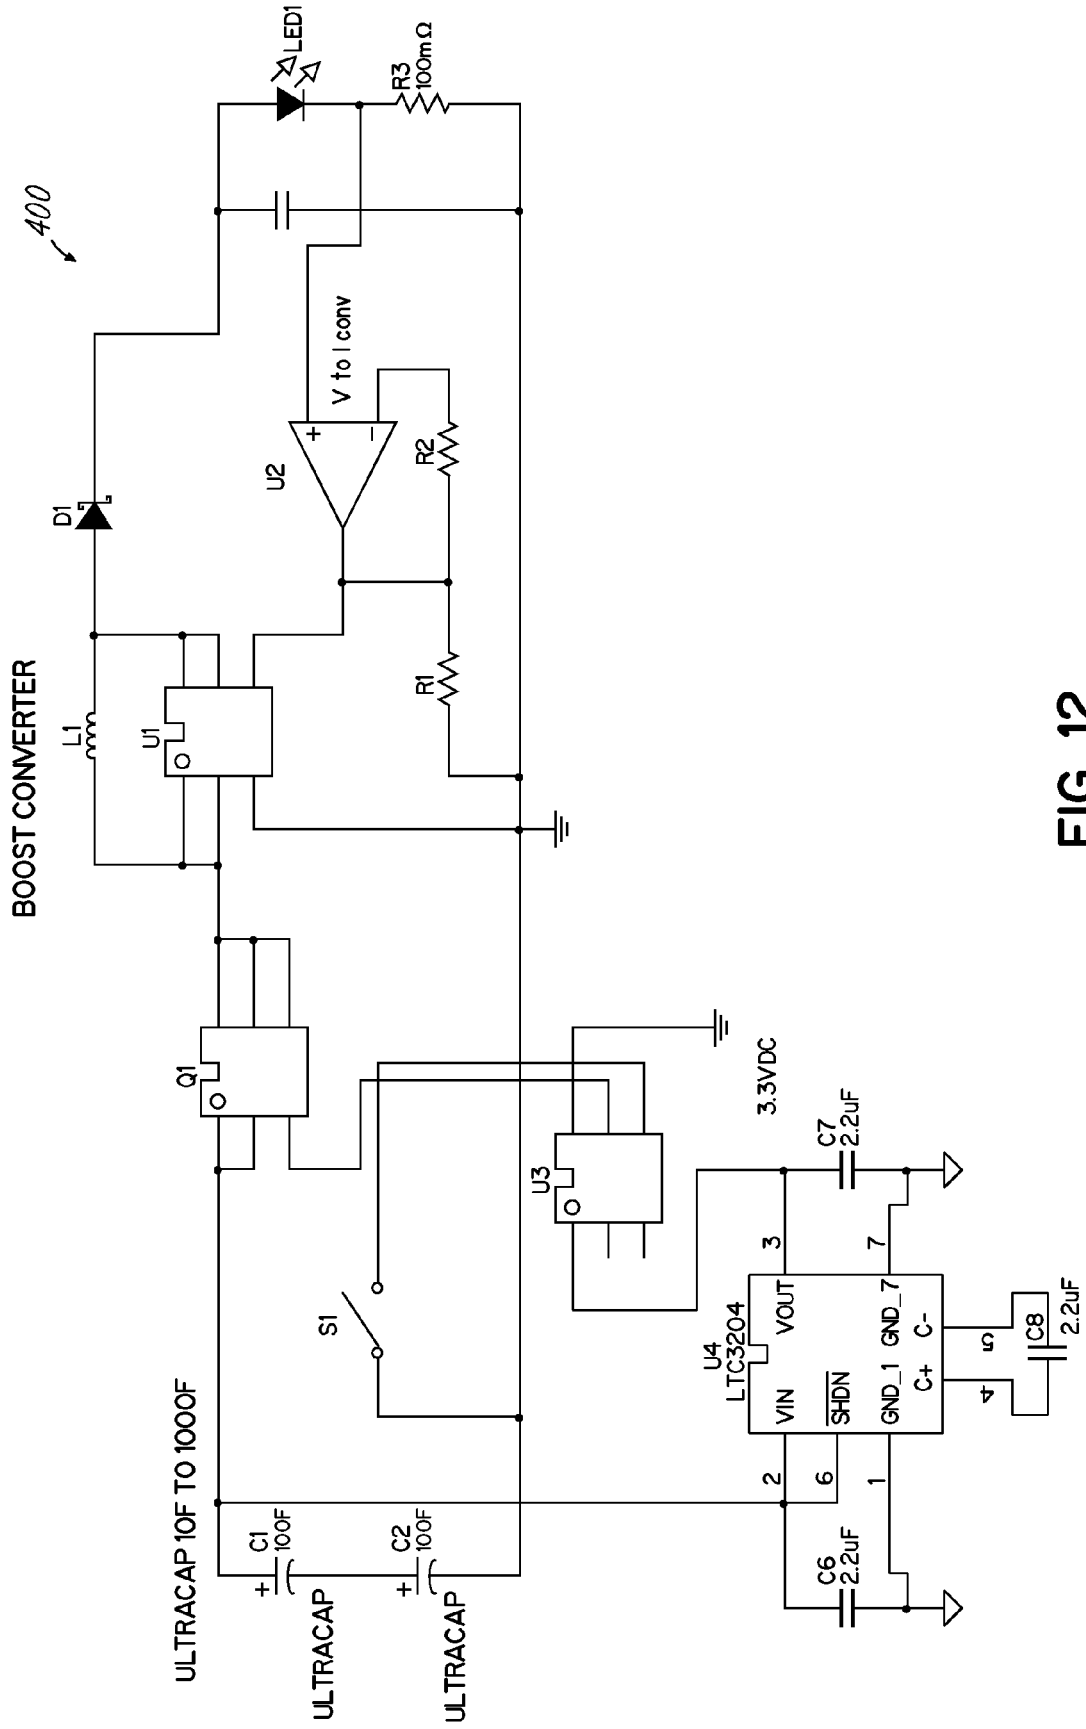 400
BOOST CONVERTER
ULTRACAP 10F TO 1000F
L1
D1
LED1
Q1
U1
U2
+
−
V to I conv
R3
100mΩ
R2
R1
C1
100F
+
ULTRACAP
C2
100F
+
ULTRACAP
S1
U3
3.3VDC
U4
LTC3204
VIN
VOUT
SHDN
GND_1
GND_7
C+
C-
2
6
1
3
7
4
5
C6
2.2uF
C7
2.2uF
C8
2.2uF
FIG. 12